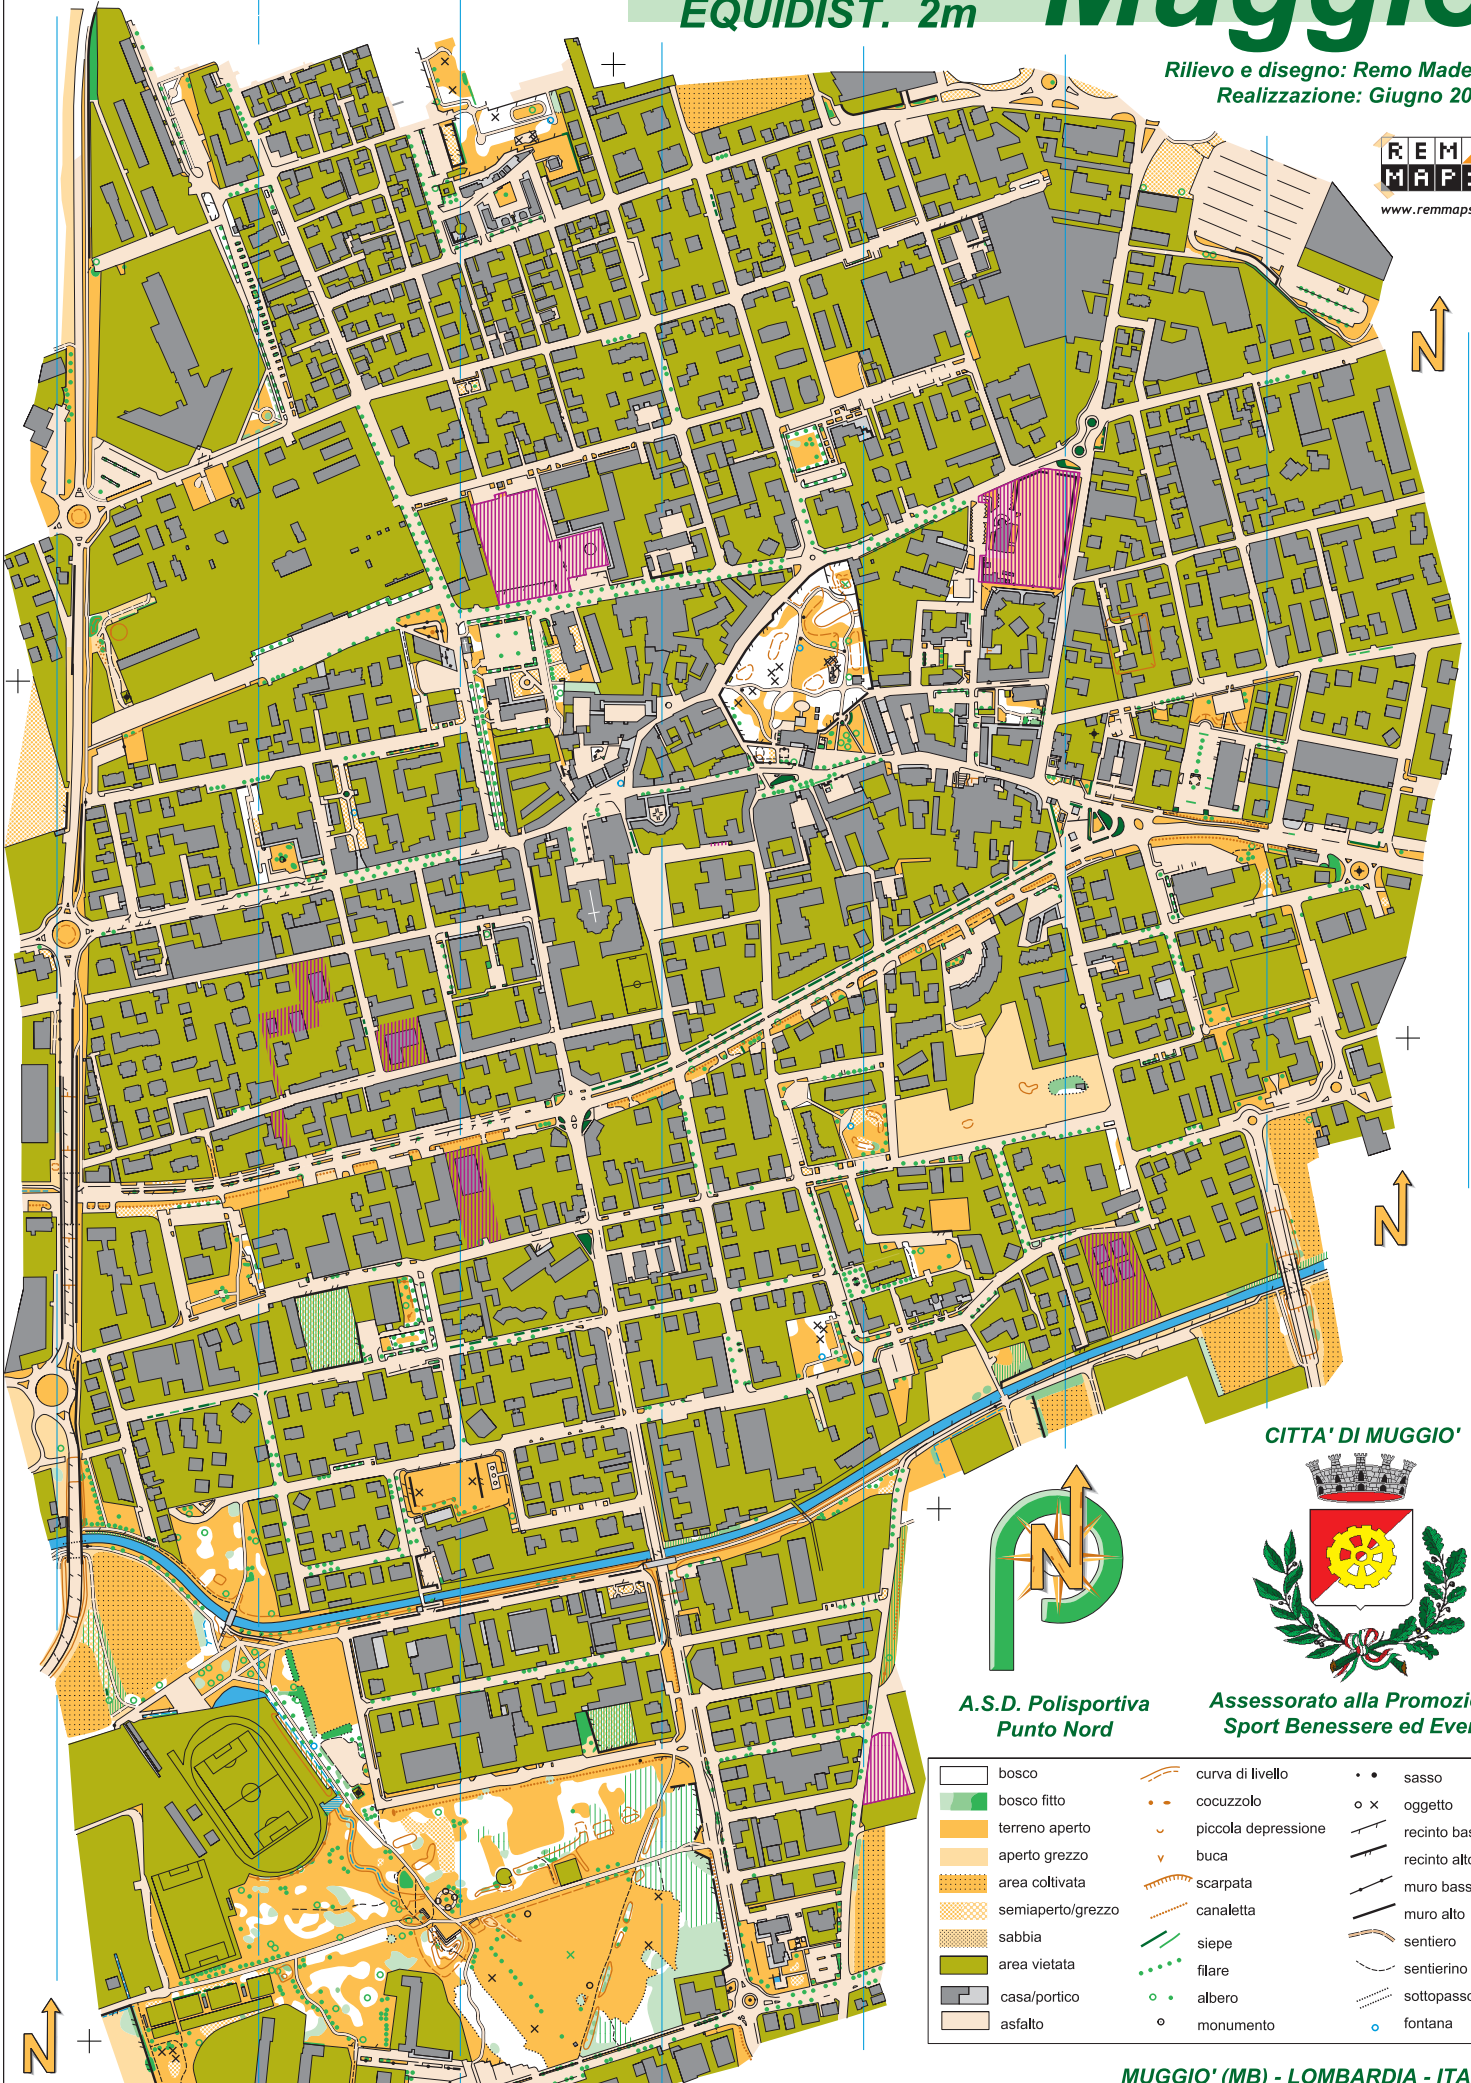 EQUIDIST. 2m
Muggio
Rilievo e disegno: Remo Made
Realizzazione: Giugno 20
REM
MAPS
www.remmaps
N
N
CITTA' DI MUGGIO'
N
A.S.D. Polisportiva
Punto Nord
Assessorato alla Promozi
Sport Benessere ed Eve
bosco
bosco fitto
terreno aperto
aperto grezzo
area coltivata
semiaperto/grezzo
sabbia
area vietata
casa/portico
asfalto
curva di livello
cocuzzolo
piccola depressione
buca
scarpata
canaletta
siepe
filare
albero
monumento
sasso
oggetto
recinto bas
recinto alto
muro bass
muro alto
sentiero
sentierino
sottopasso
fontana
N
MUGGIO' (MB) - LOMBARDIA - ITA